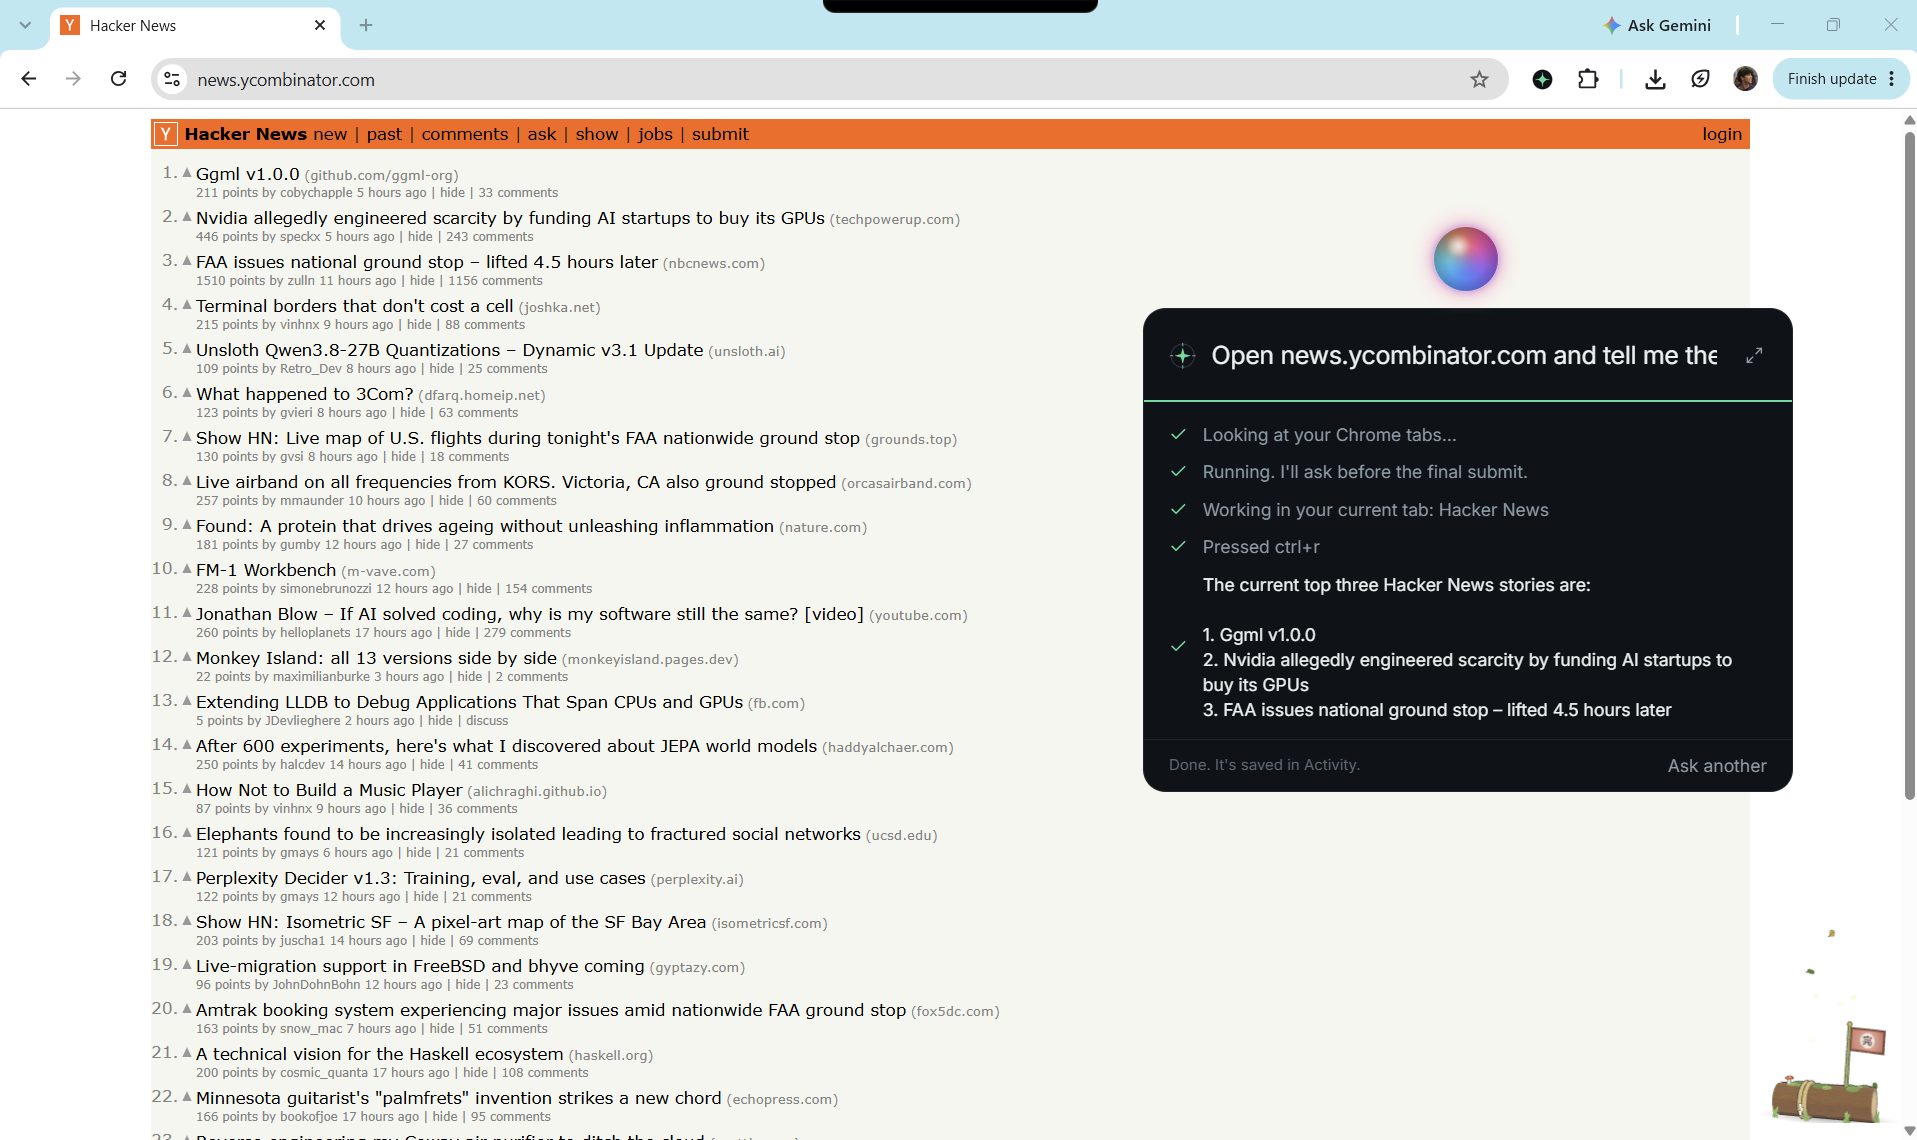 Hacker News
Ask Gemini
news.ycombinator.com
Finish update
Y Hacker News new | past | comments | ask | show | jobs | submit
login
1. Ggml v1.0.0 (github.com/ggml-org)
211 points by cobychapple 5 hours ago | hide | 33 comments
2. Nvidia allegedly engineered scarcity by funding AI startups to buy its GPUs (techpowerup.com)
446 points by speckx 5 hours ago | hide | 243 comments
3. FAA issues national ground stop – lifted 4.5 hours later (nbcnews.com)
1510 points by zulln 11 hours ago | hide | 1156 comments
4. Terminal borders that don't cost a cell (joshka.net)
215 points by vinhnx 9 hours ago | hide | 88 comments
5. Unsloth Qwen3.8-27B Quantizations – Dynamic v3.1 Update (unsloth.ai)
109 points by Retro_Dev 8 hours ago | hide | 25 comments
6. What happened to 3Com? (dfarq.homeip.net)
123 points by gvieri 8 hours ago | hide | 63 comments
7. Show HN: Live map of U.S. flights during tonight's FAA nationwide ground stop (grounds.top)
130 points by gvsi 8 hours ago | hide | 18 comments
8. Live airband on all frequencies from KORS. Victoria, CA also ground stopped (orcasairband.com)
257 points by mmaunder 10 hours ago | hide | 60 comments
9. Found: A protein that drives ageing without unleashing inflammation (nature.com)
181 points by gumby 12 hours ago | hide | 27 comments
10. FM-1 Workbench (m-vave.com)
228 points by simonebrunozzi 12 hours ago | hide | 154 comments
11. Jonathan Blow – If AI solved coding, why is my software still the same? [video] (youtube.com)
260 points by helloplanets 17 hours ago | hide | 279 comments
12. Monkey Island: all 13 versions side by side (monkeyisland.pages.dev)
22 points by maximilianburke 3 hours ago | hide | 2 comments
13. Extending LLDB to Debug Applications That Span CPUs and GPUs (fb.com)
5 points by JDevlieghere 2 hours ago | hide | discuss
14. After 600 experiments, here's what I discovered about JEPA world models (haddyalchaer.com)
250 points by halcdev 14 hours ago | hide | 41 comments
15. How Not to Build a Music Player (alichraghi.github.io)
87 points by vinhnx 9 hours ago | hide | 36 comments
16. Elephants found to be increasingly isolated leading to fractured social networks (ucsd.edu)
121 points by gmays 6 hours ago | hide | 21 comments
17. Perplexity Decider v1.3: Training, eval, and use cases (perplexity.ai)
122 points by gmays 12 hours ago | hide | 21 comments
18. Show HN: Isometric SF – A pixel-art map of the SF Bay Area (isometricsf.com)
203 points by juscha1 14 hours ago | hide | 69 comments
19. Live-migration support in FreeBSD and bhyve coming (gyptazy.com)
96 points by JohnDohnBohn 12 hours ago | hide | 23 comments
20. Amtrak booking system experiencing major issues amid nationwide FAA ground stop (fox5dc.com)
163 points by snow_mac 7 hours ago | hide | 51 comments
21. A technical vision for the Haskell ecosystem (haskell.org)
200 points by cosmic_quanta 17 hours ago | hide | 108 comments
22. Minnesota guitarist's "palmfrets" invention strikes a new chord (echopress.com)
166 points by bookofjoe 17 hours ago | hide | 95 comments
Open news.ycombinator.com and tell me the
Looking at your Chrome tabs...
Running. I'll ask before the final submit.
Working in your current tab: Hacker News
Pressed ctrl+r
The current top three Hacker News stories are:
1. Ggml v1.0.0
2. Nvidia allegedly engineered scarcity by funding AI startups to
buy its GPUs
3. FAA issues national ground stop – lifted 4.5 hours later
Done. It's saved in Activity.
Ask another